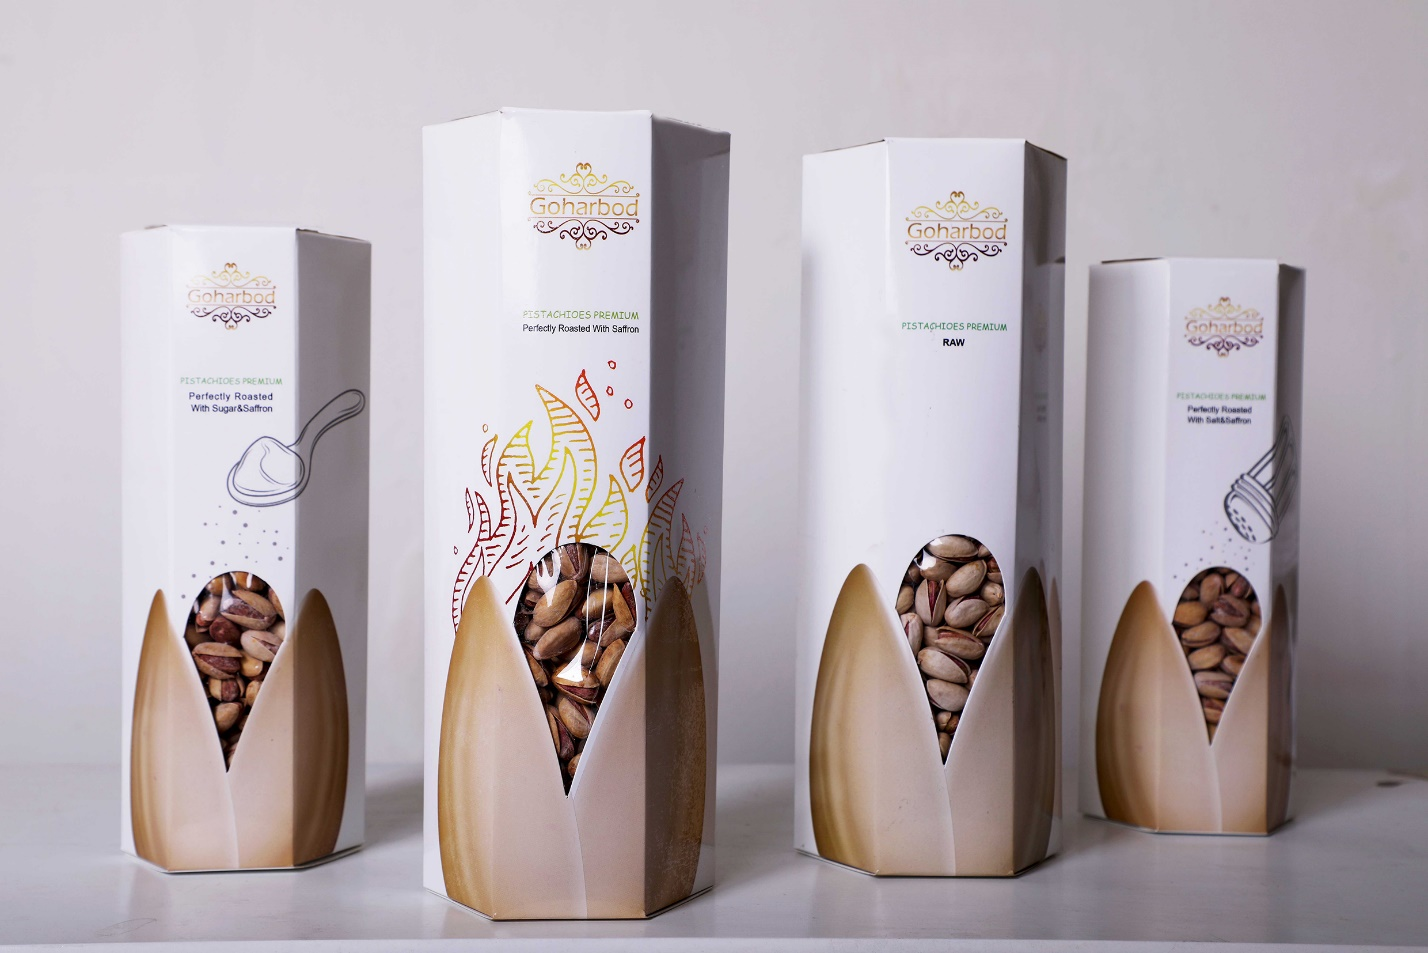 Goharbod
PISTACHIOES PREMIUM
Perfectly Roasted
With Sugar&Saffron
Goharbod
PISTACHIOES PREMIUM
Perfectly Roasted With Saffron
Goharbod
PISTACHIOES PREMIUM
RAW
Goharbod
PISTACHIOES PREMIUM
Perfectly Roasted
With Salt&Saffron